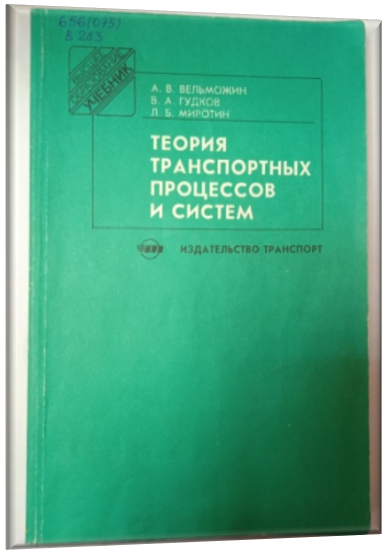 656(075)
В 283
ВЫСШЕЕ
ОБРАЗОВАНИЕ
УЧЕБНИК
А. В. ВЕЛЬМОЖИН
В. А. ГУДКОВ
Л. Б. МИРОТИН
ТЕОРИЯ
ТРАНСПОРТНЫХ
ПРОЦЕССОВ
И СИСТЕМ
ИЗДАТЕЛЬСТВО ТРАНСПОРТ